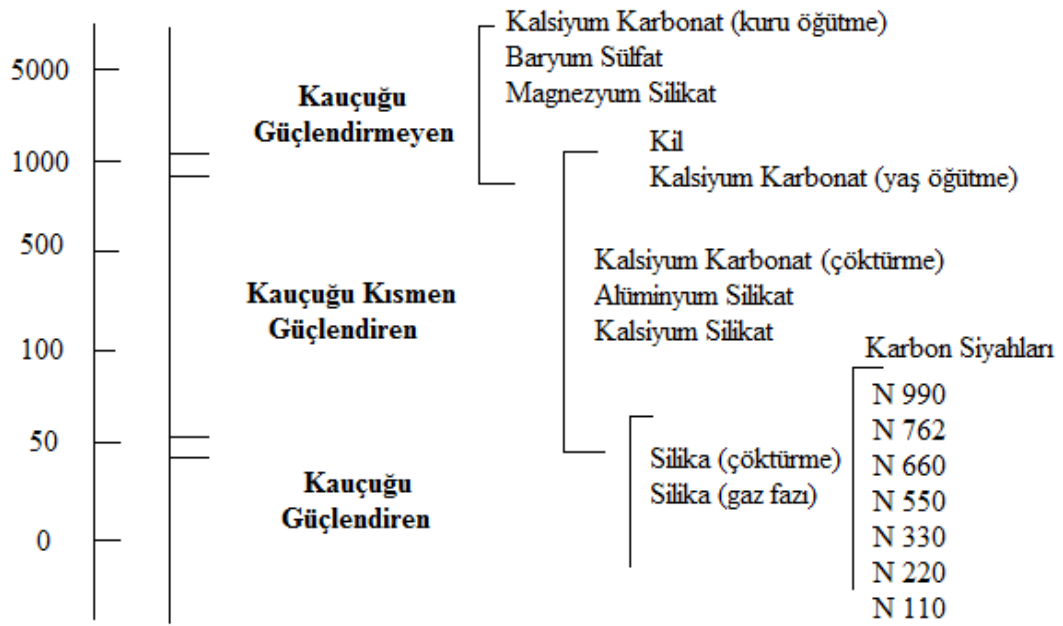 5000
1000
500
100
50
0
Kauçuğu
Güçlendirmeyen
Kauçuğu Kısmen
Güçlendiren
Kauçuğu
Güçlendiren
Kalsiyum Karbonat (kuru öğütme)
Baryum Sülfat
Magnezyum Silikat
Kil
Kalsiyum Karbonat (yaş öğütme)
Kalsiyum Karbonat (çöktürme)
Alüminyum Silikat
Kalsiyum Silikat
Silika (çöktürme)
Silika (gaz fazı)
Karbon Siyahları
N 990
N 762
N 660
N 550
N 330
N 220
N 110